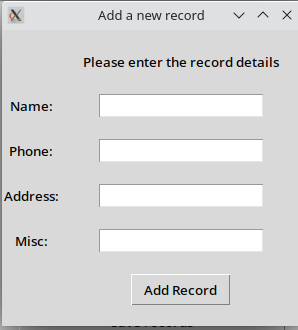 Add a new record
Please enter the record details
Name:
Phone:
Address:
Misc:
Add Record